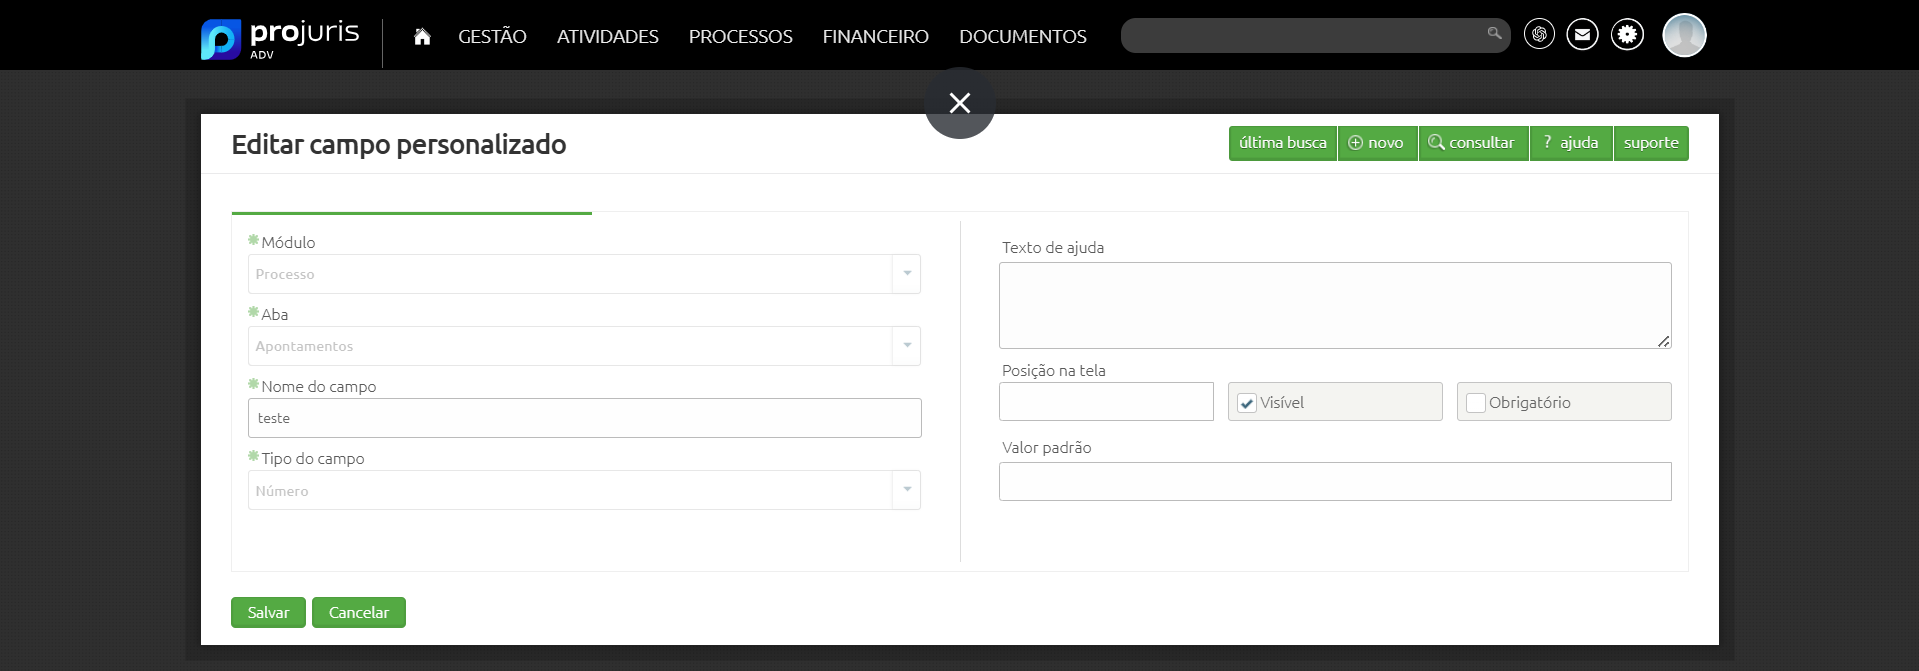 projuris
ADV
GESTÃO ATIVIDADES PROCESSOS FINANCEIRO DOCUMENTOS
Editar campo personalizado
última busca novo consultar ? ajuda suporte
Módulo
Processo
Aba
Apontamentos
Nome do campo
teste
Tipo do campo
Número
Texto de ajuda
Posição na tela
Visível Obrigatório
Valor padrão
Salvar Cancelar